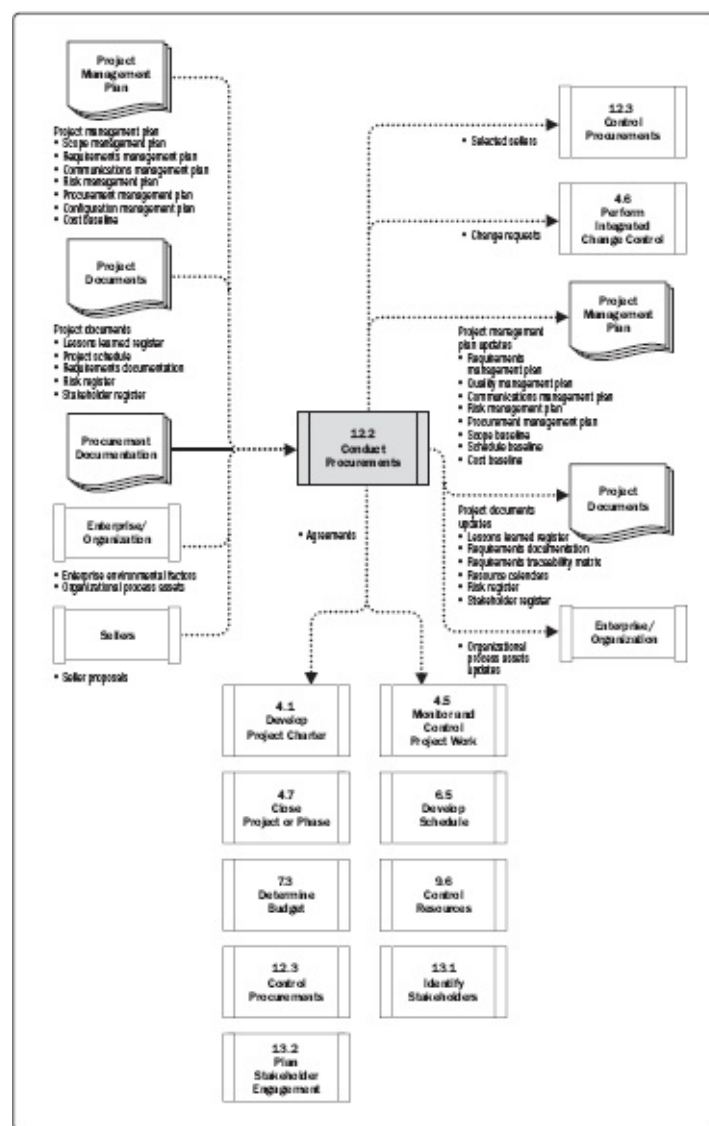 Project
Management
Plan
Project management plan
• Scope management plan
• Requirements management plan
• Communications management plan
• Risk management plan
• Procurement management plan
• Configuration management plan
• Cost baseline
Project
Documents
Project documents
• Lessons learned register
• Project schedule
• Requirements documentation
• Risk register
• Stakeholder register
Procurement
Documentation
Enterprise/
Organization
• Enterprise environmental factors
• Organizational process assets
Sellers
• Seller proposals
12.2
Conduct
Procurements
• Selected sellers
12.3
Control
Procurements
• Change requests
4.6
Perform
Integrated
Change Control
Project
Management
Plan
Project management
plan updates
• Requirements
management plan
• Quality management plan
• Communications management plan
• Risk management plan
• Procurement management plan
• Scope baseline
• Schedule baseline
• Cost baseline
Project
Documents
Project documents
updates
• Lessons learned register
• Requirements documentation
• Requirements traceability matrix
• Resource calendars
• Risk register
• Stakeholder register
Enterprise/
Organization
• Organizational
process assets
updates
• Agreements
4.1
Develop
Project Charter
4.5
Monitor and
Control
Project Work
4.7
Close
Project or Phase
6.5
Develop
Schedule
7.3
Determine
Budget
9.6
Control
Resources
12.3
Control
Procurements
13.1
Identify
Stakeholders
13.2
Plan
Stakeholder
Engagement